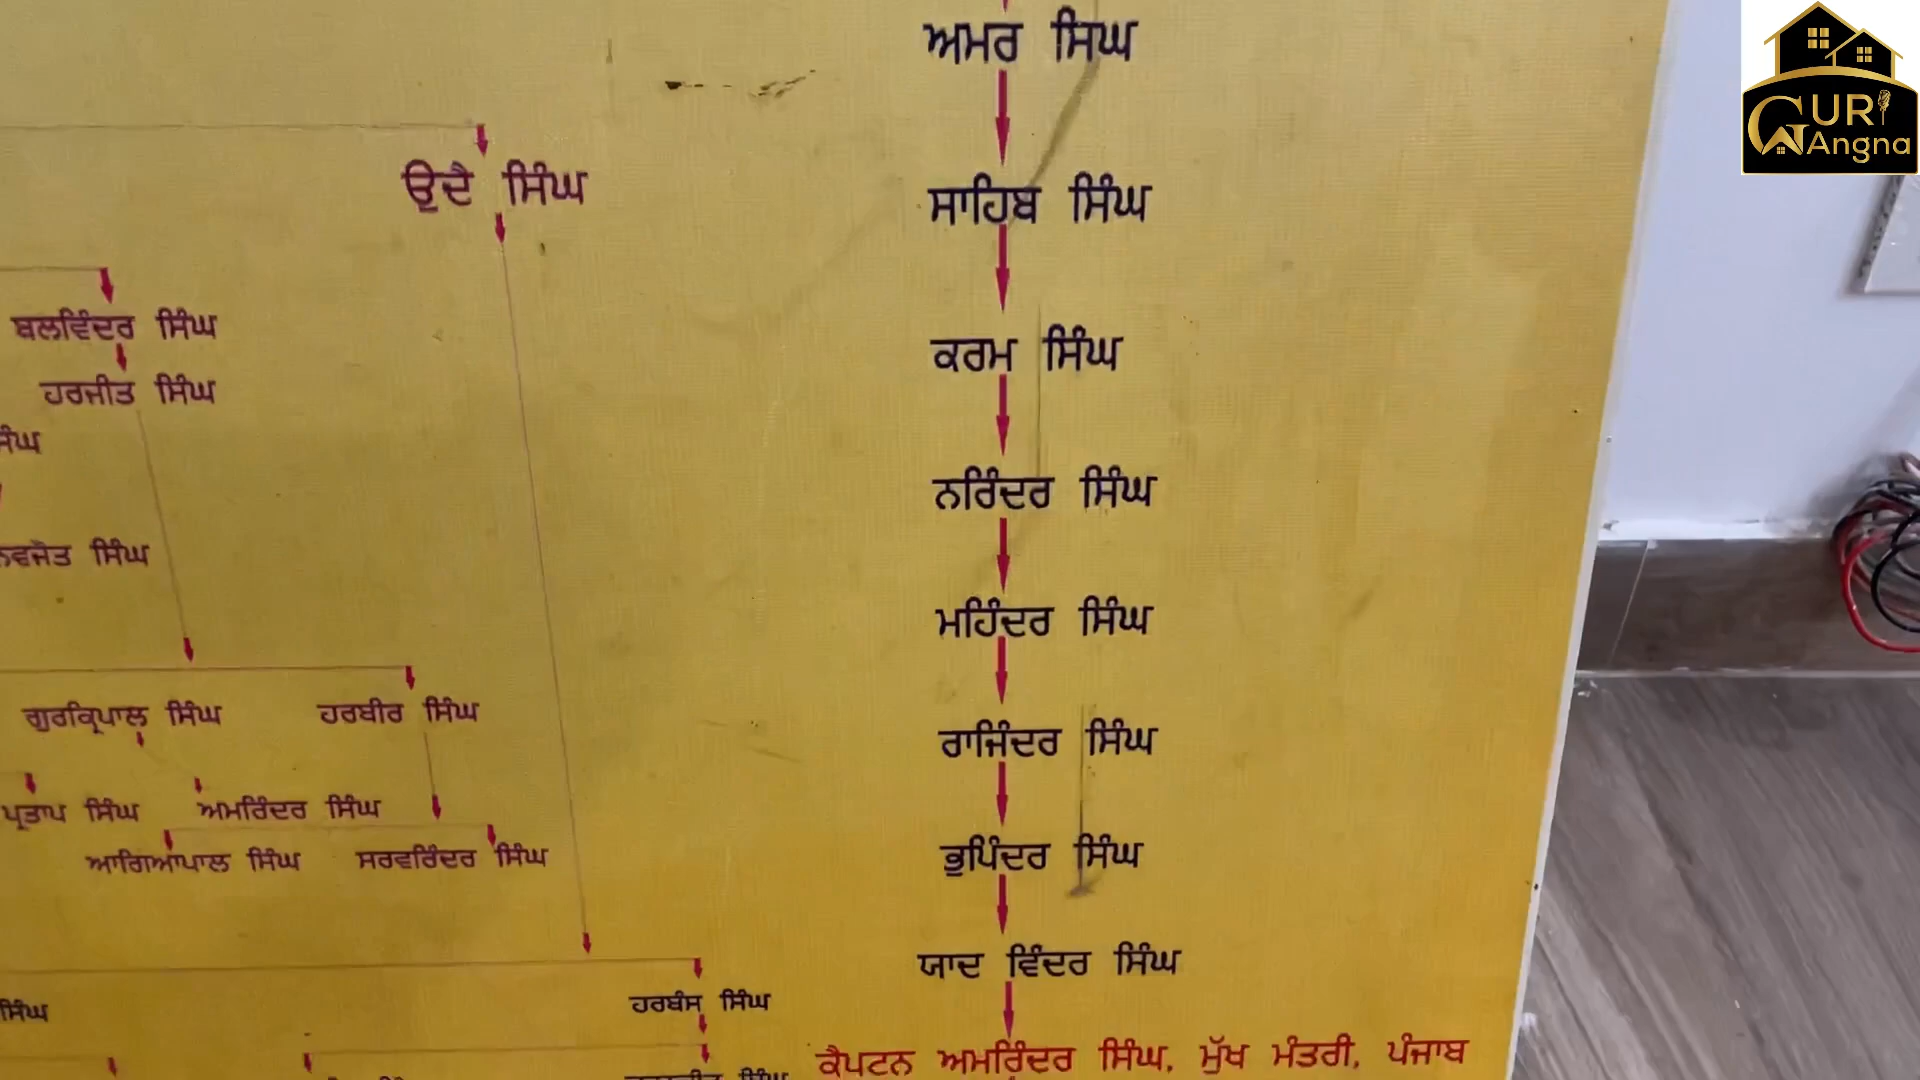 ਅਮਰ ਸਿੰਘ
GURI
Angna
ਉਦੈ ਸਿੰਘ
ਸਾਹਿਬ ਸਿੰਘ
ਬਲਵਿੰਦਰ ਸਿੰਘ
ਕਰਮ ਸਿੰਘ
ਹਰਜੀਤ ਸਿੰਘ
ਨਰਿੰਦਰ ਸਿੰਘ
ਸਿੰਘ
ਮਹਿੰਦਰ ਸਿੰਘ
ਗੁਰਕ੍ਰਿਪਾਲ ਸਿੰਘ
ਹਰਬੀਰ ਸਿੰਘ
ਰਾਜਿੰਦਰ ਸਿੰਘ
ਪ੍ਰਤਾਪ ਸਿੰਘ
ਅਮਰਿੰਦਰ ਸਿੰਘ
ਆਗਿਆਪਾਲ ਸਿੰਘ
ਸਰਵਰਿੰਦਰ ਸਿੰਘ
ਭੁਪਿੰਦਰ ਸਿੰਘ
ਯਾਦ ਵਿੰਦਰ ਸਿੰਘ
ਸਿੰਘ
ਹਰਬੰਸ ਸਿੰਘ
ਕੈਪਟਨ ਅਮਰਿੰਦਰ ਸਿੰਘ, ਮੁੱਖ ਮੰਤਰੀ, ਪੰਜਾਬ